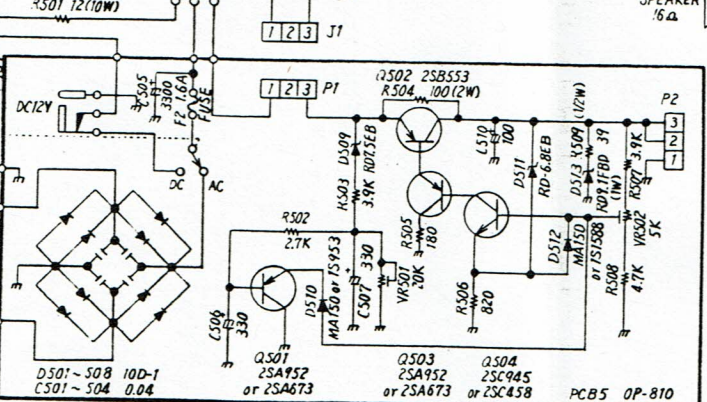 R501 12(10W)
SPEAKER
16Ω
1 2 3 J1
DC12V
C505
3300
F2 1.6A
FUSE
1 2 3 P1
Q502 2SB553
R504 100(2W)
P2
3
2
1
D509
RD7.5EB
R503
3.9K
C510
100
D511
RD-6.8EB
R509 39
(1/2W)
D513
RD9.1FBD
(1W)
R507
3.9K
DC
AC
R502
2.7K
R505
180
D512
MA150
or 1S1588
VR502
5K
R508
4.7K
R506
820
C507
330
VR501
20K
D510
MA150 or 1S953
C506
330
Q501
2SA952
or 2SA673
Q503
2SA952
or 2SA673
Q504
2SC945
or 2SC458
D501~508 10D-1
C501~504 0.04
PCB5 OP-810